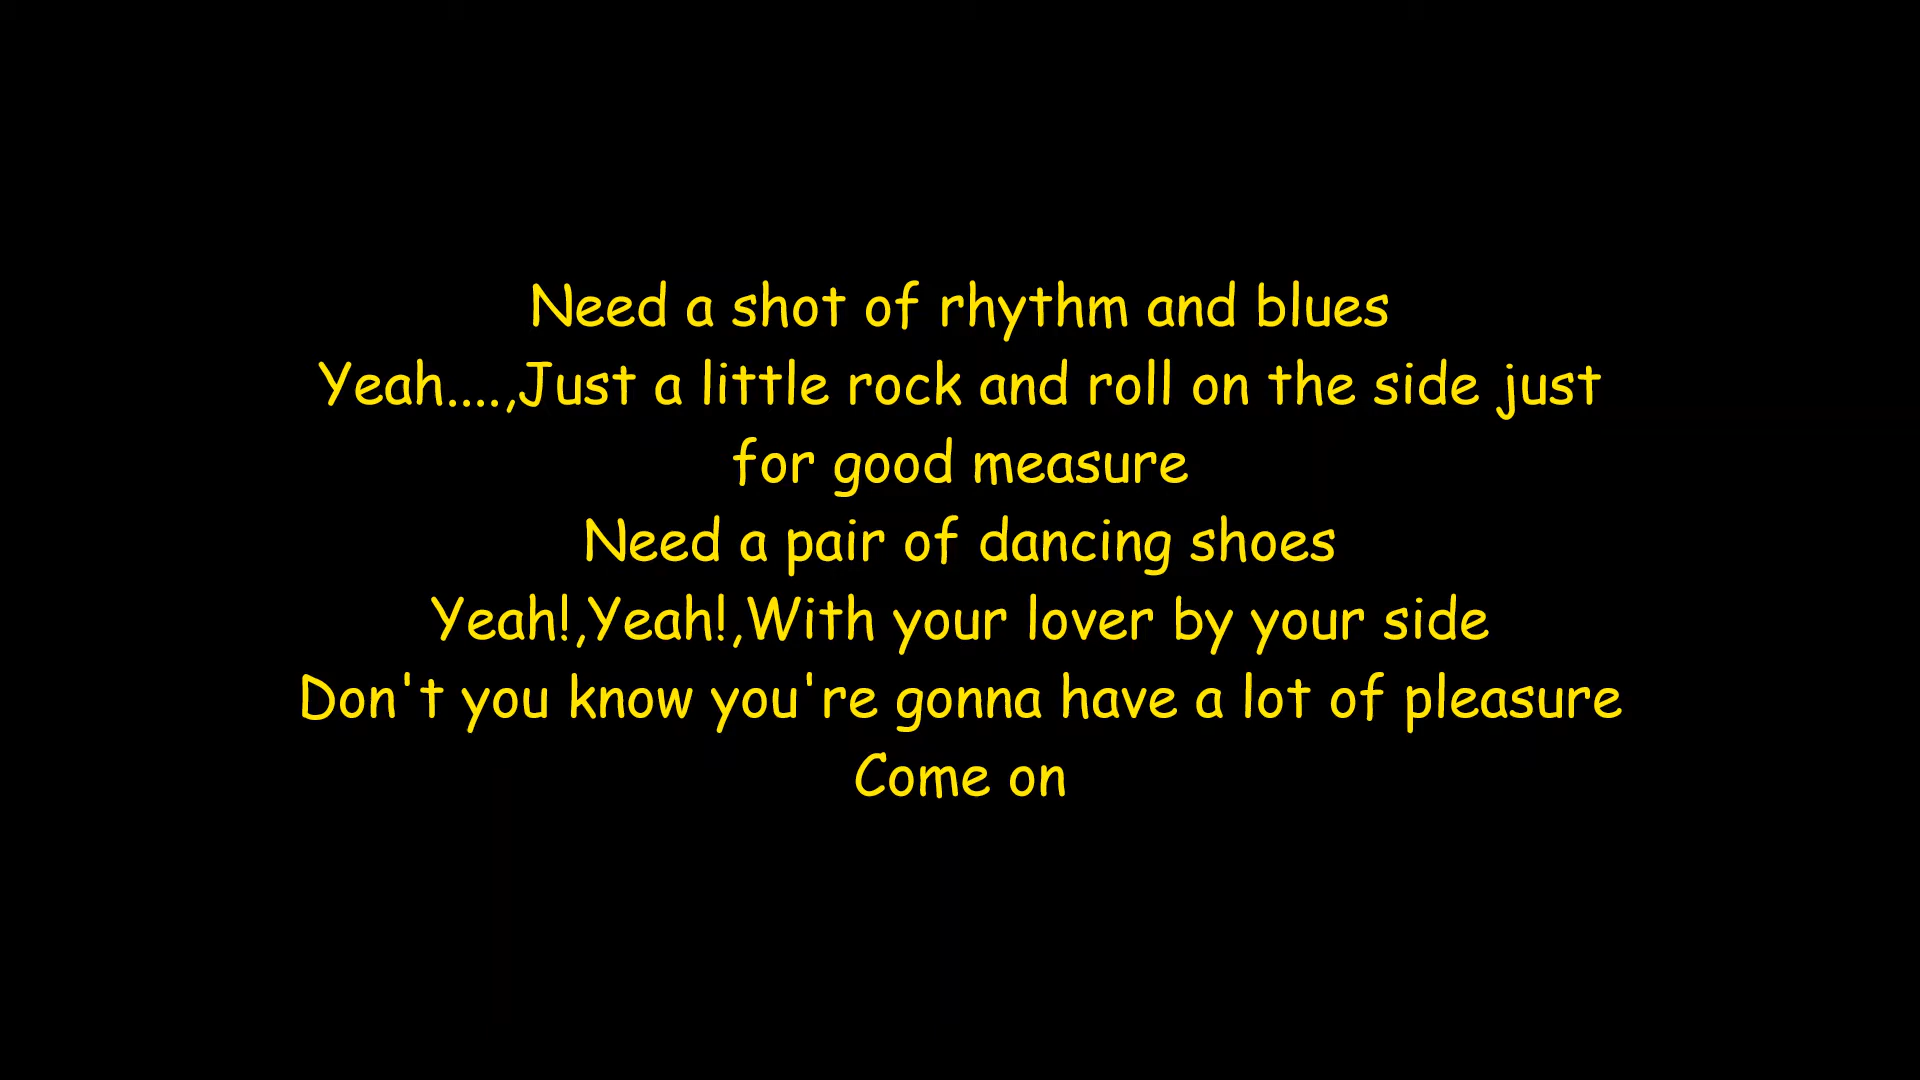 Need a shot of rhythm and blues
Yeah....,Just a little rock and roll on the side just
for good measure
Need a pair of dancing shoes
Yeah!,Yeah!,With your lover by your side
Don't you know you're gonna have a lot of pleasure
Come on